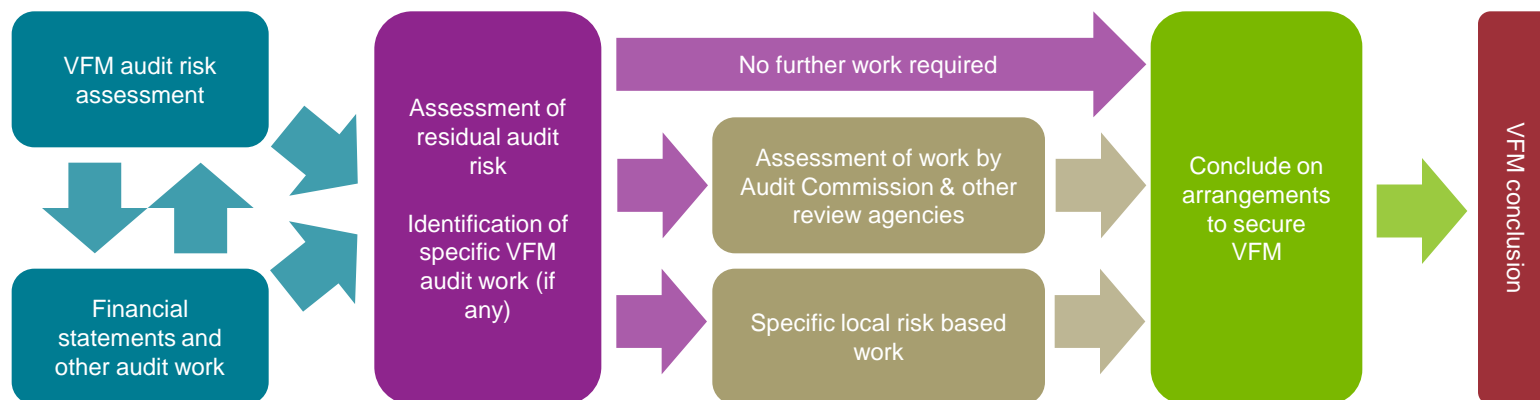 VFM audit risk
assessment
Financial
statements and
other audit work
Assessment of
residual audit
risk
Identification of
specific VFM
audit work (if
any)
No further work required
Assessment of work by
Audit Commission & other
review agencies
Specific local risk based
work
Conclude on
arrangements
to secure
VFM
VFM conclusion